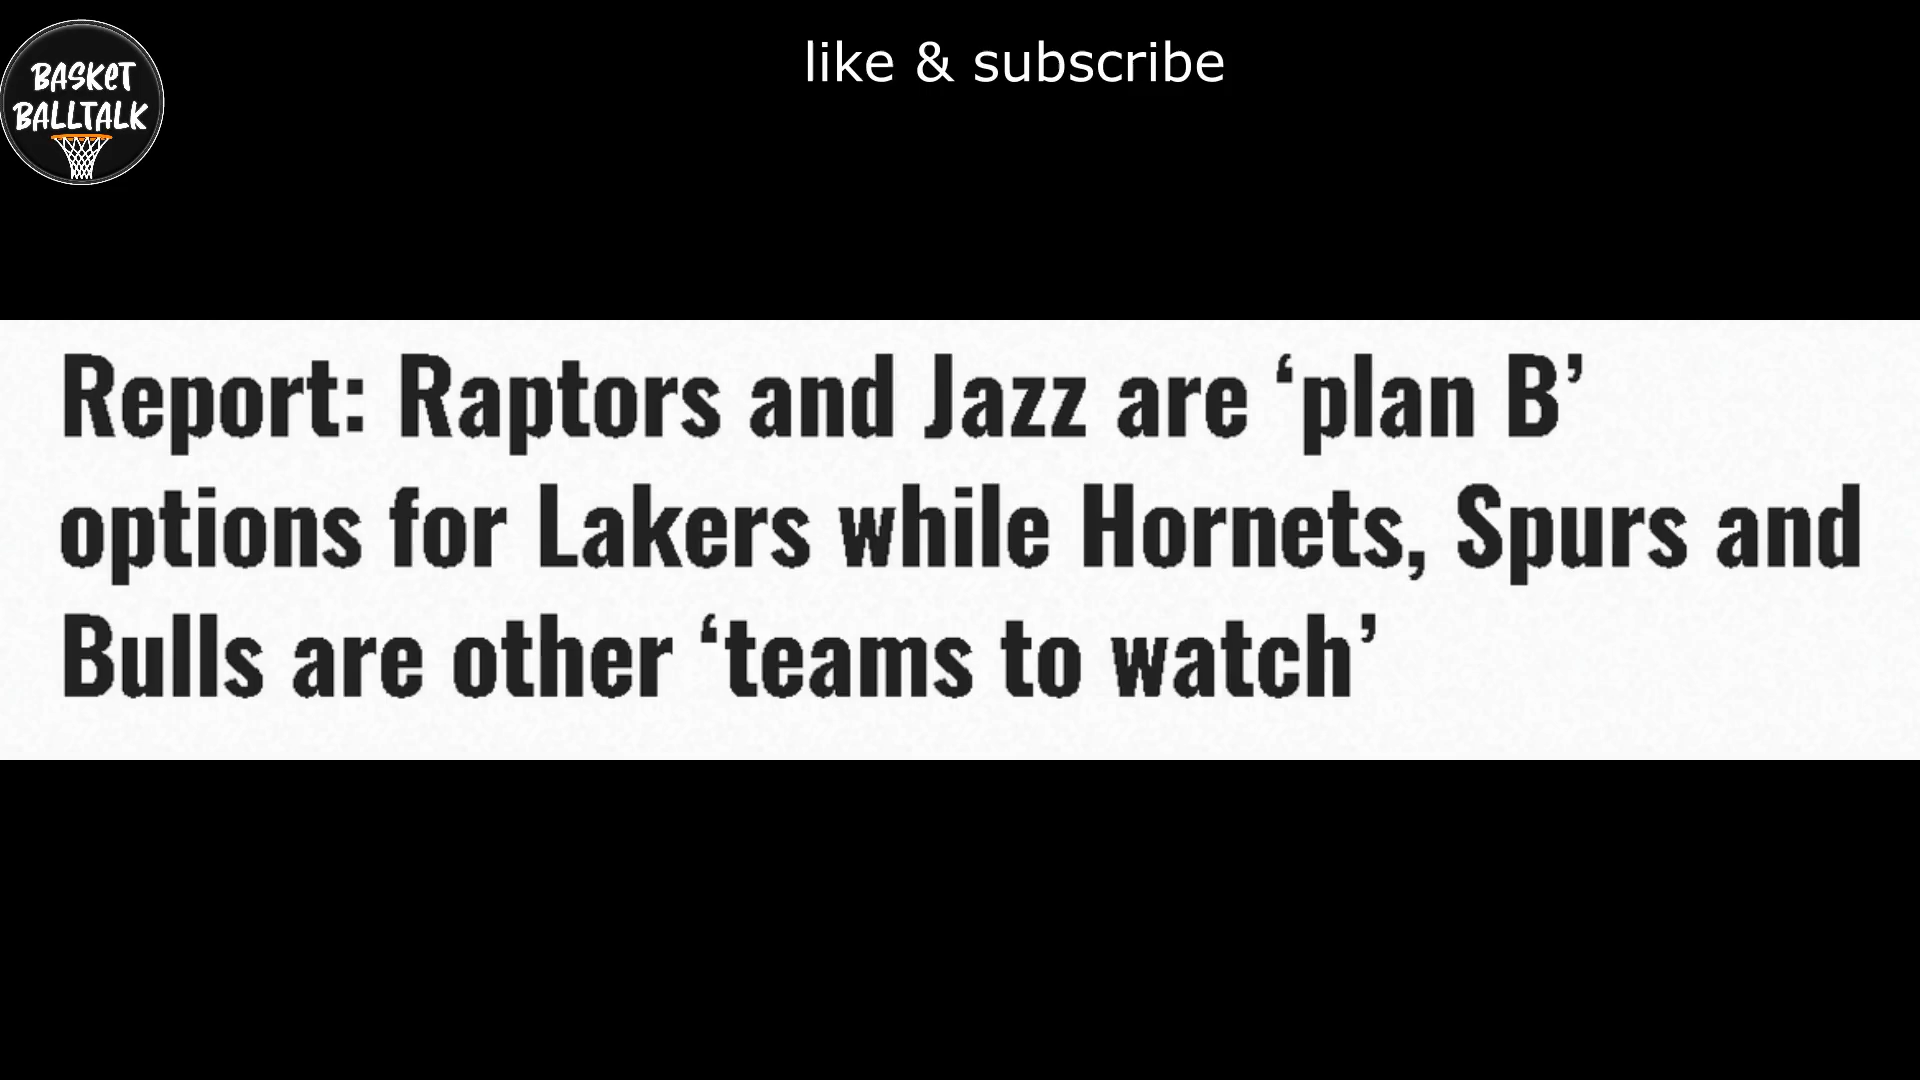 BASKET
BALLTALK
like & subscribe
Report: Raptors and Jazz are ‘plan B’
options for Lakers while Hornets, Spurs and
Bulls are other ‘teams to watch’